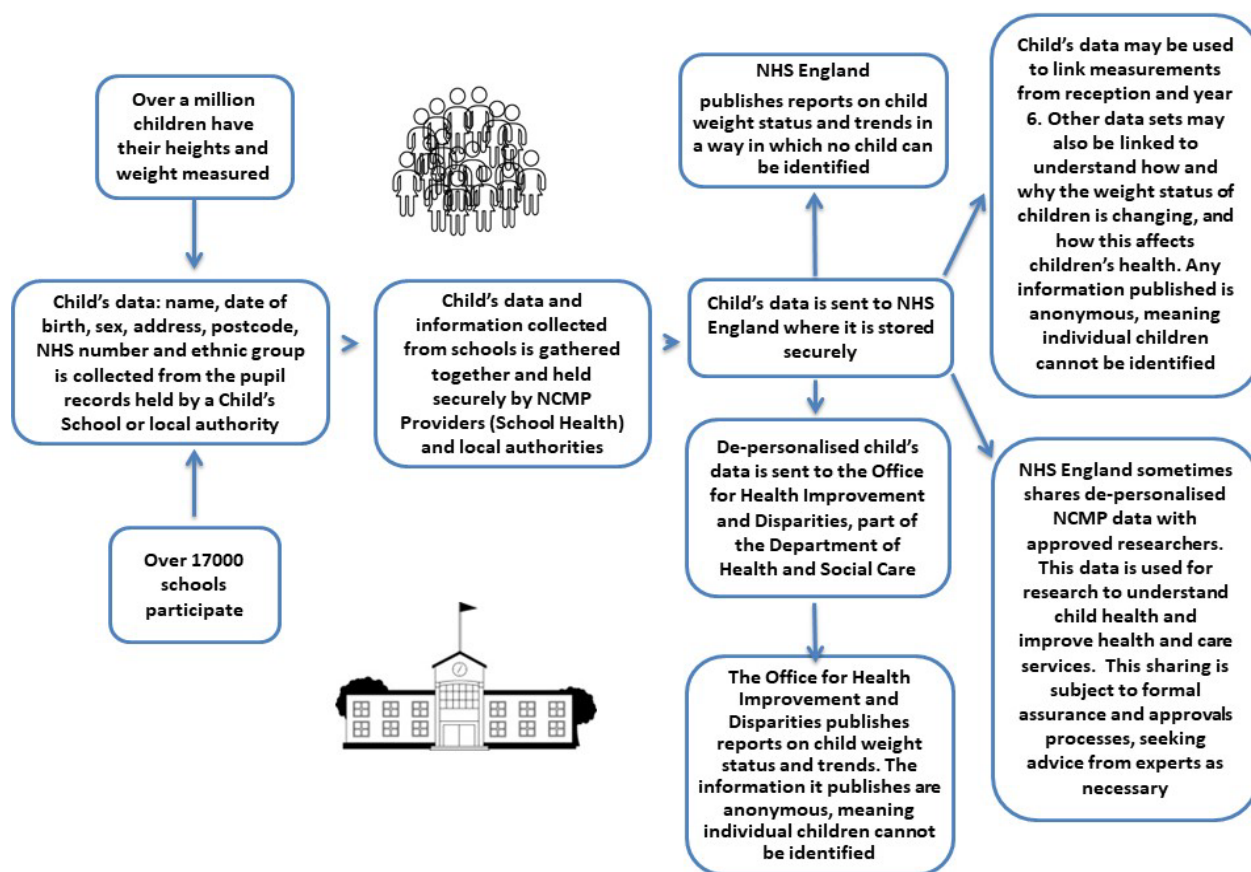 Over a million
children have
their heights and
weight measured
Child's data: name, date of
birth, sex, address, postcode,
NHS number and ethnic group
is collected from the pupil
records held by a Child's
School or local authority
Over 17000
schools
participate
Child's data and
information collected
from schools is gathered
together and held
securely by NCMP
Providers (School Health)
and local authorities
NHS England
publishes reports on child
weight status and trends in
a way in which no child can
be identified
Child's data is sent to NHS
England where it is stored
securely
De-personalised child's
data is sent to the Office
for Health Improvement
and Disparities, part of
the Department of
Health and Social Care
The Office for Health
Improvement and
Disparities publishes
reports on child weight
status and trends. The
information it publishes are
anonymous, meaning
individual children cannot
be identified
Child's data may be used
to link measurements
from reception and year
6. Other data sets may
also be linked to
understand how and
why the weight status of
children is changing, and
how this affects
children's health. Any
information published is
anonymous, meaning
individual children
cannot be identified
NHS England sometimes
shares de-personalised
NCMP data with
approved researchers.
This data is used for
research to understand
child health and
improve health and care
services. This sharing is
subject to formal
assurance and approvals
processes, seeking
advice from experts as
necessary